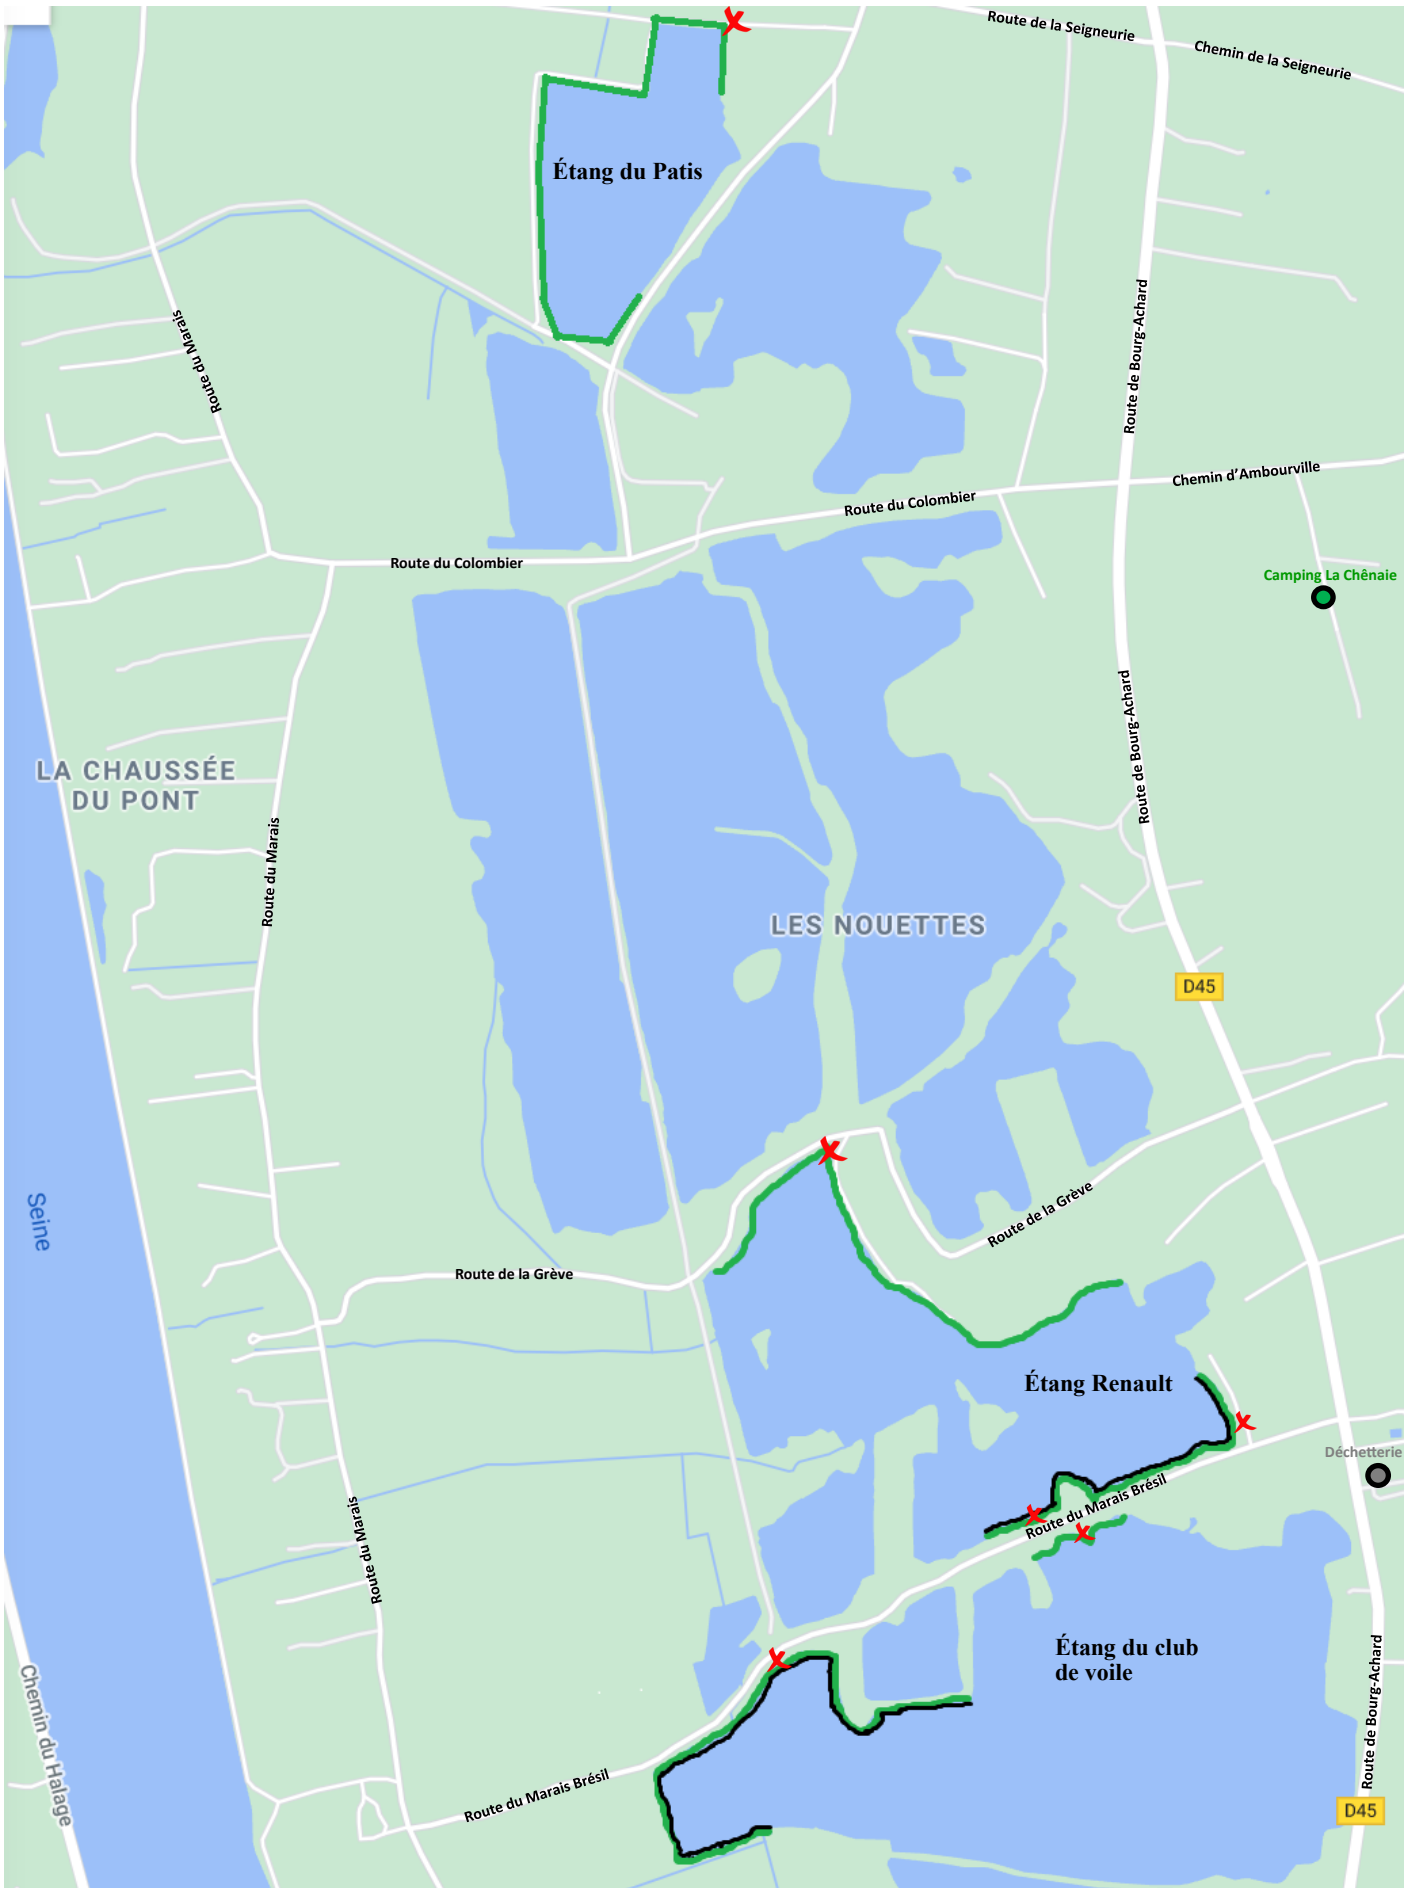 Route de la Seigneurie
Chemin de la Seigneurie
Étang du Patis
Route du Marais
Route de Bourg-Achard
Chemin d’Ambourville
Route du Colombier
Route du Colombier
Camping La Chênaie
Route de Bourg-Achard
LA CHAUSSÉE
DU PONT
Route du Marais
LES NOUETTES
D45
Seine
Route de la Grève
Route de la Grève
Étang Renault
Déchetterie
Route du Marais Brésil
Route du Marais
Étang du club
de voile
Route de Bourg-Achard
Chemin du Halage
Route du Marais Brésil
D45